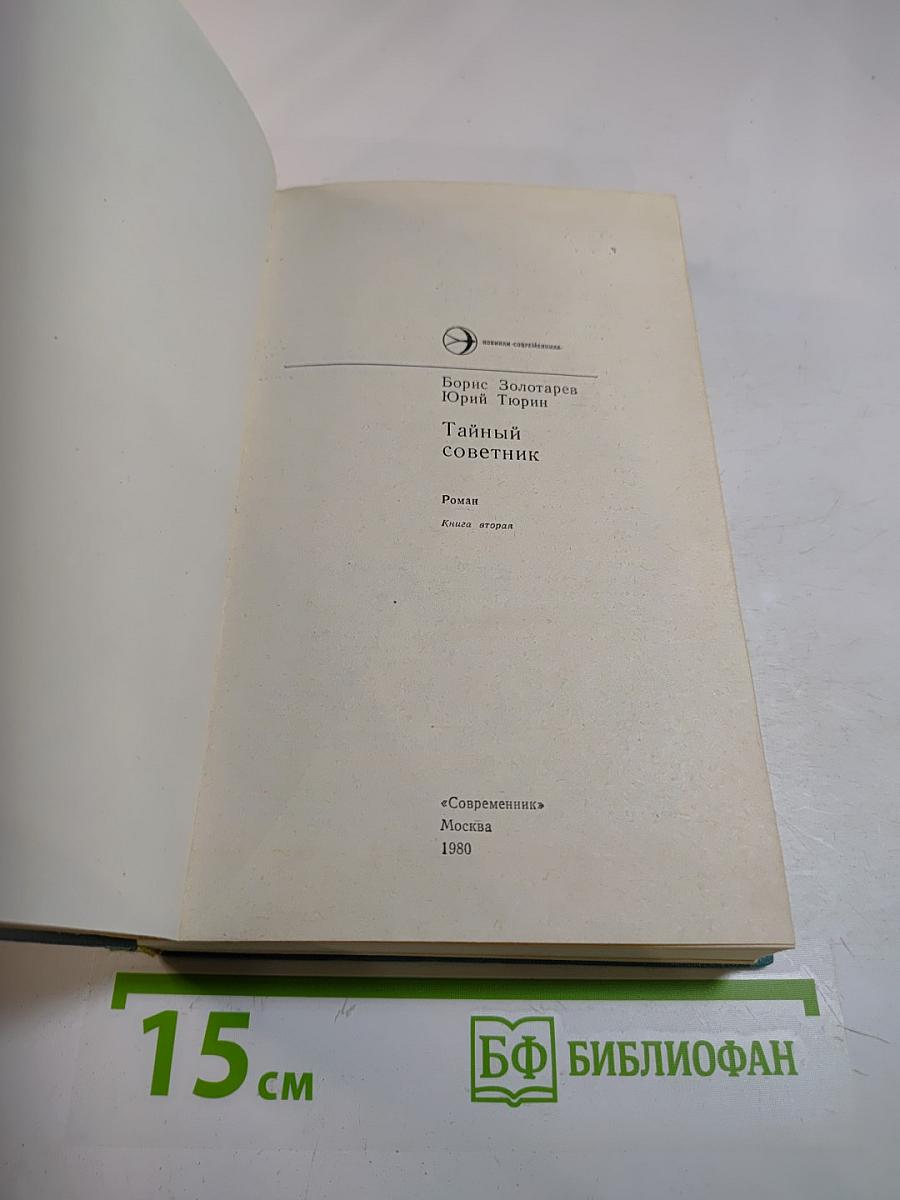 НОВИНКИ «СОВРЕМЕННИКА»
Борис Золотарев
Юрий Тюрин
Тайный
советник
Роман
Книга вторая
«Современник»
Москва
1980
15 см
БФ БИБЛИОФАН